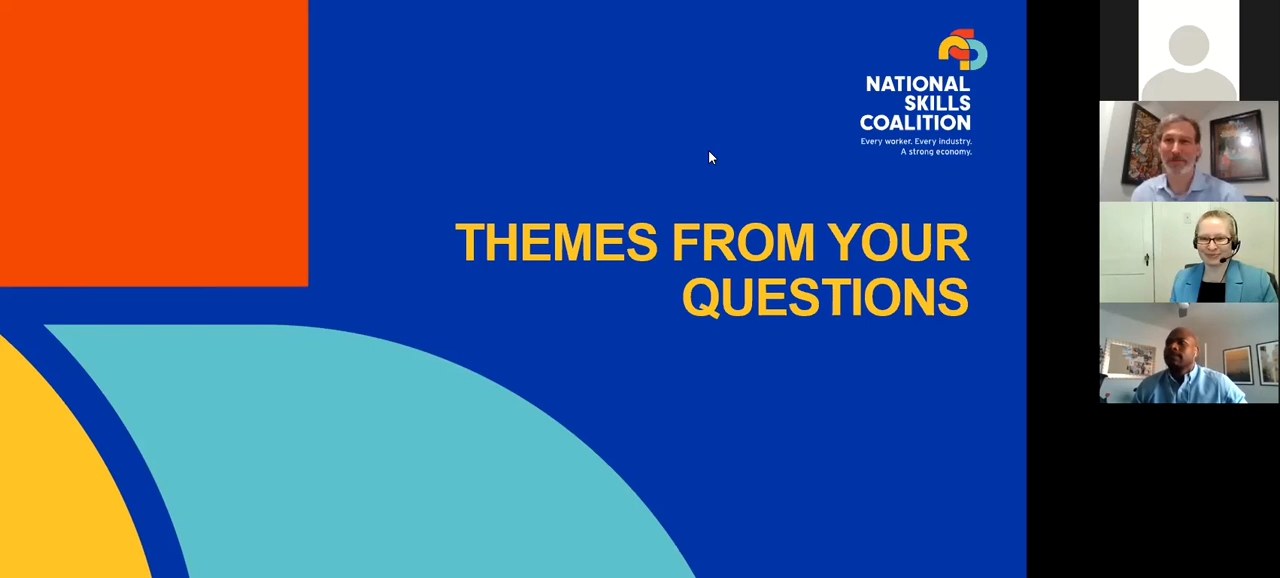 NATIONAL
SKILLS
COALITION
Every worker. Every industry.
A strong economy.
THEMES FROM YOUR
QUESTIONS